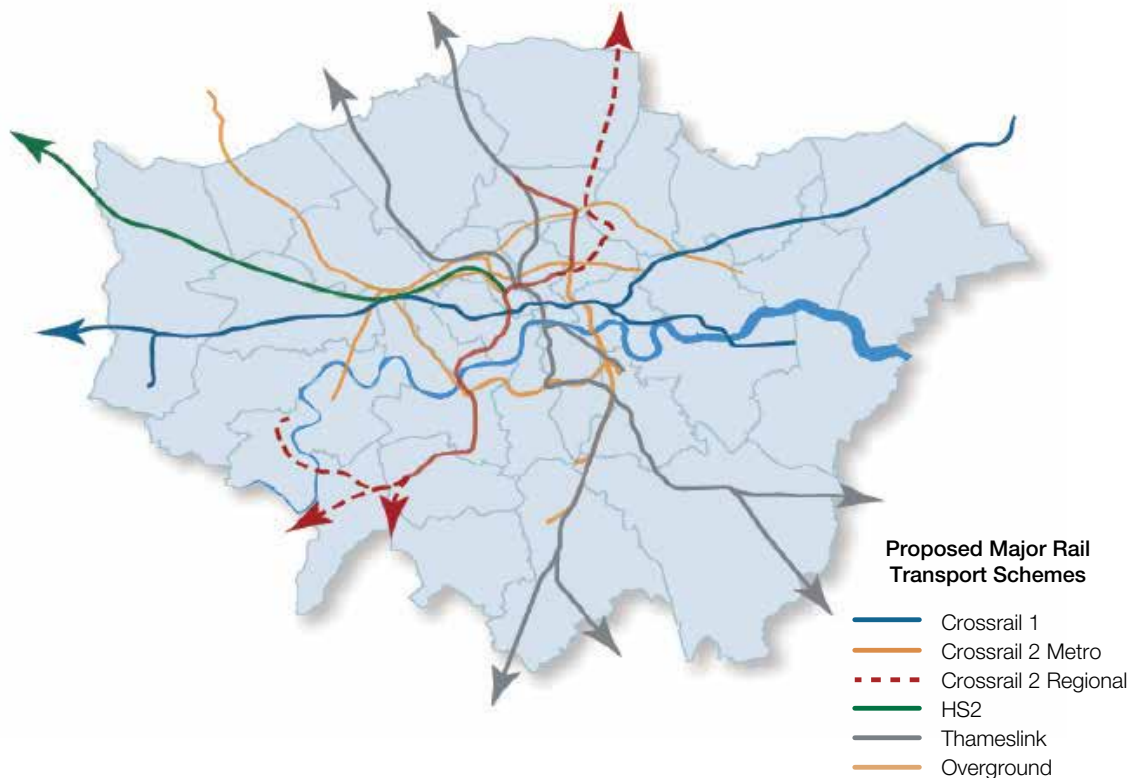 Proposed Major Rail
Transport Schemes
Crossrail 1
Crossrail 2 Metro
Crossrail 2 Regional
HS2
Thameslink
Overground